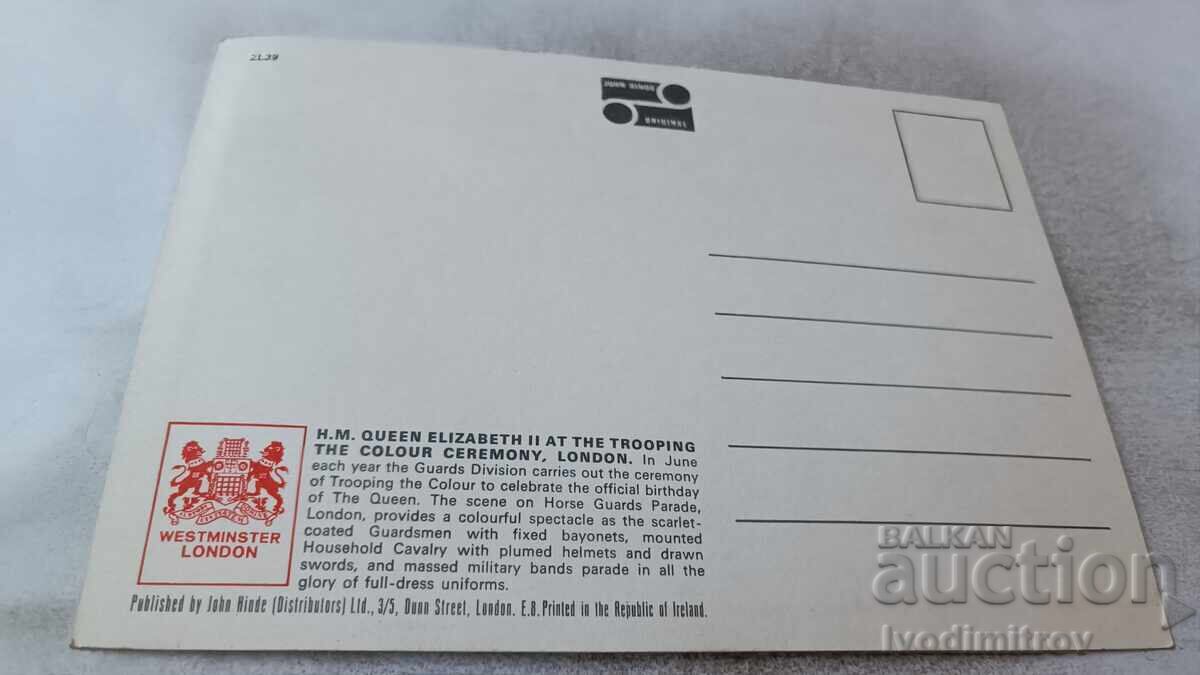 2L39
JOHN HINDE
ORIGINAL
H.M. QUEEN ELIZABETH II AT THE TROOPING
THE COLOUR CEREMONY, LONDON. In June
each year the Guards Division carries out the ceremony
of Trooping the Colour to celebrate the official birthday
of The Queen. The scene on Horse Guards Parade,
London, provides a colourful spectacle as the scarlet-
coated Guardsmen with fixed bayonets, mounted
Household Cavalry with plumed helmets and drawn
swords, and massed military bands parade in all the
glory of full-dress uniforms.
WESTMINSTER
LONDON
Published by John Hinde (Distributors) Ltd., 3/5, Dunn Street, London. E.8. Printed in the Republic of Ireland.
BALKAN
auction
Ivodimitrov